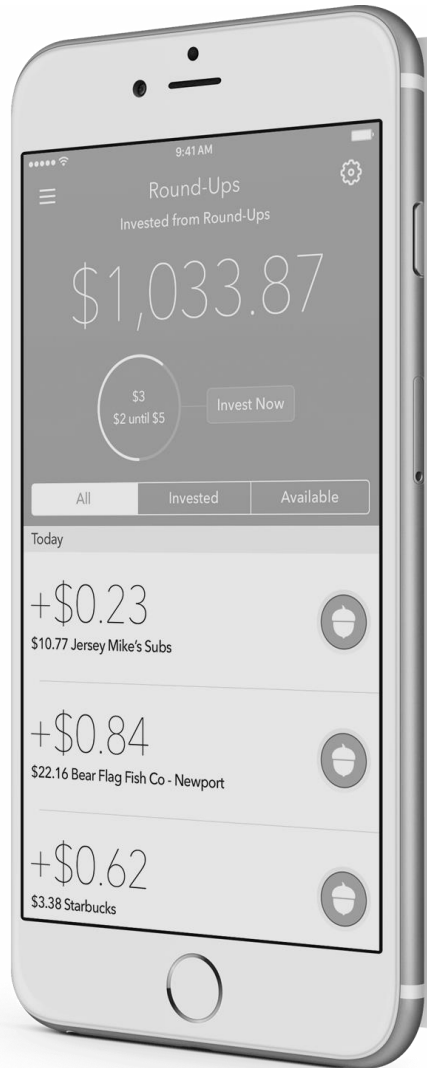 9:41 AM
Round-Ups
Invested from Round-Ups
$1,033.87
$3
$2 until $5
Invest Now
All Invested Available
Today
+$0.23
$10.77 Jersey Mike's Subs
+$0.84
$22.16 Bear Flag Fish Co - Newport
+$0.62
$3.38 Starbucks